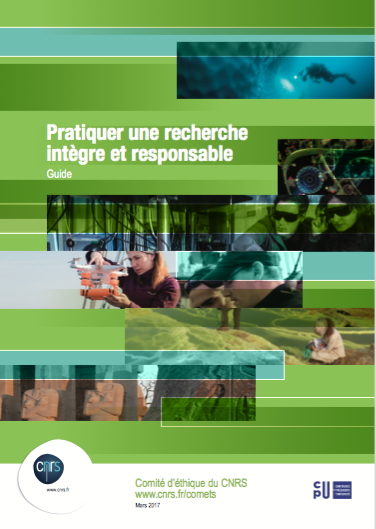 Pratiquer une recherche
intègre et responsable
Guide
cnrs
www.cnrs.fr
Comité d'éthique du CNRS
www.cnrs.fr/comets
Mars 2017
CPU